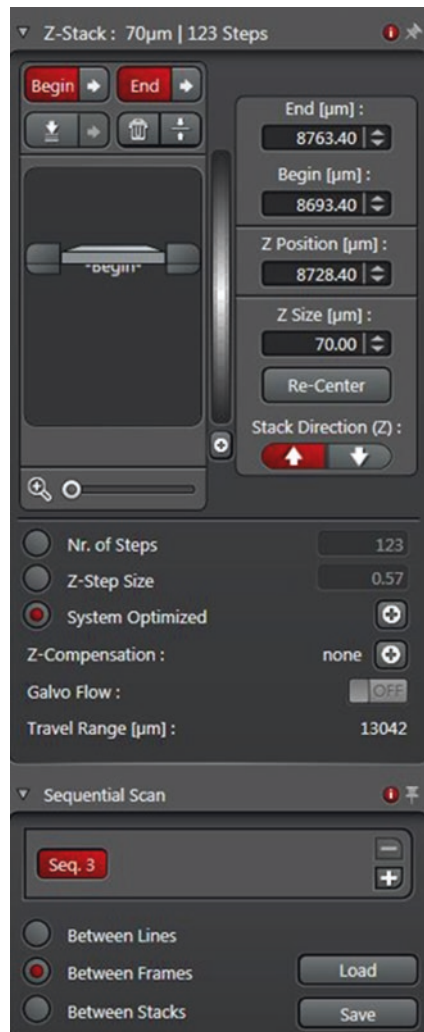 Z-Stack : 70µm | 123 Steps
Begin End
End [µm] :
8763.40
Begin [µm] :
8693.40
Z Position [µm] :
8728.40
Z Size [µm] :
70.00
Re-Center
Stack Direction (Z) :
-Begin-
Nr. of Steps 123
Z-Step Size 0.57
System Optimized
Z-Compensation : none
Galvo Flow : OFF
Travel Range [µm] : 13042
Sequential Scan
Seq. 3
Between Lines
Between Frames Load
Between Stacks Save